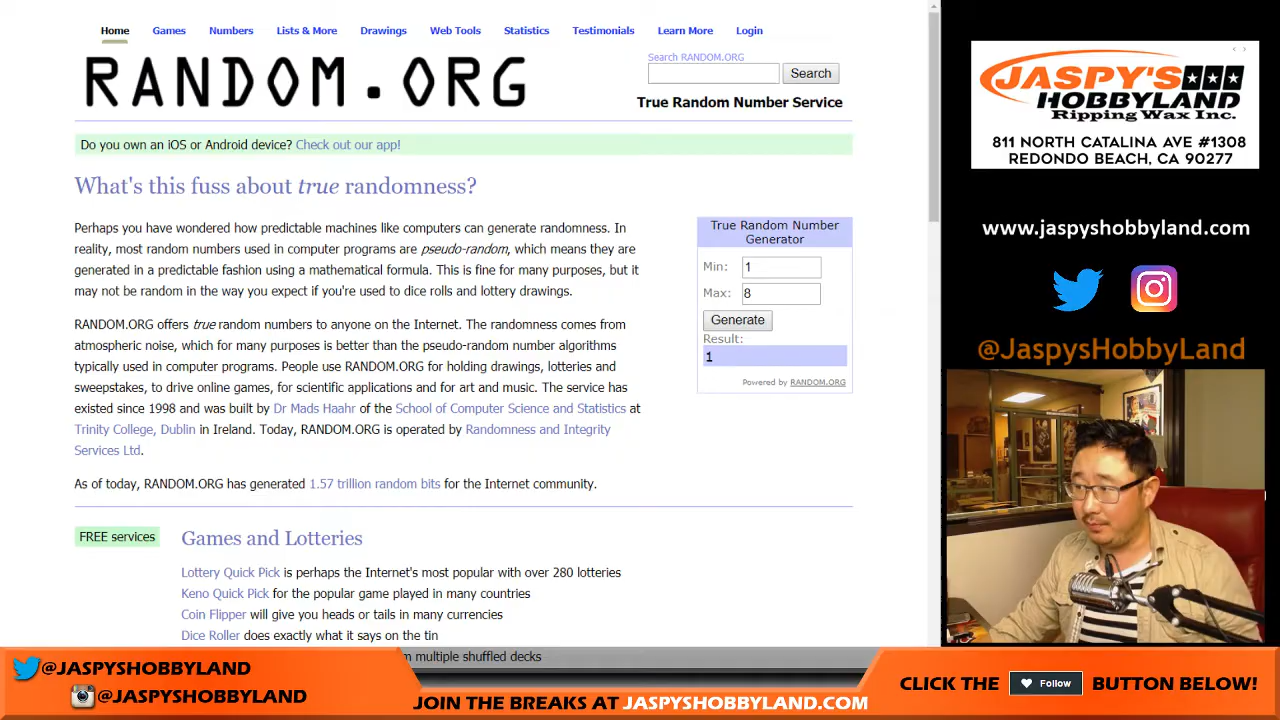 Home Games Numbers Lists & More Drawings Web Tools Statistics Testimonials Learn More Login
RANDOM.ORG
Search RANDOM.ORG
Search
True Random Number Service
Do you own an iOS or Android device? Check out our app!
What's this fuss about true randomness?
Perhaps you have wondered how predictable machines like computers can generate randomness. In
reality, most random numbers used in computer programs are pseudo-random, which means they are
generated in a predictable fashion using a mathematical formula. This is fine for many purposes, but it
may not be random in the way you expect if you're used to dice rolls and lottery drawings.
RANDOM.ORG offers true random numbers to anyone on the Internet. The randomness comes from
atmospheric noise, which for many purposes is better than the pseudo-random number algorithms
typically used in computer programs. People use RANDOM.ORG for holding drawings, lotteries and
sweepstakes, to drive online games, for scientific applications and for art and music. The service has
existed since 1998 and was built by Dr Mads Haahr of the School of Computer Science and Statistics at
Trinity College, Dublin in Ireland. Today, RANDOM.ORG is operated by Randomness and Integrity
Services Ltd.
As of today, RANDOM.ORG has generated 1.57 trillion random bits for the Internet community.
True Random Number
Generator
Min: 1
Max: 8
Generate
Result:
1
Powered by RANDOM.ORG
FREE services
Games and Lotteries
Lottery Quick Pick is perhaps the Internet's most popular with over 280 lotteries
Keno Quick Pick for the popular game played in many countries
Coin Flipper will give you heads or tails in many currencies
Dice Roller does exactly what it says on the tin
multiple shuffled decks
JASPY'S
HOBBYLAND
Ripping Wax Inc.
811 NORTH CATALINA AVE #1308
REDONDO BEACH, CA 90277
www.jaspyshobbyland.com
@JaspysHobbyLand
@JASPYSHOBBYLAND
@JASPYSHOBBYLAND
JOIN THE BREAKS AT JASPYSHOBBYLAND.COM
CLICK THE Follow BUTTON BELOW!